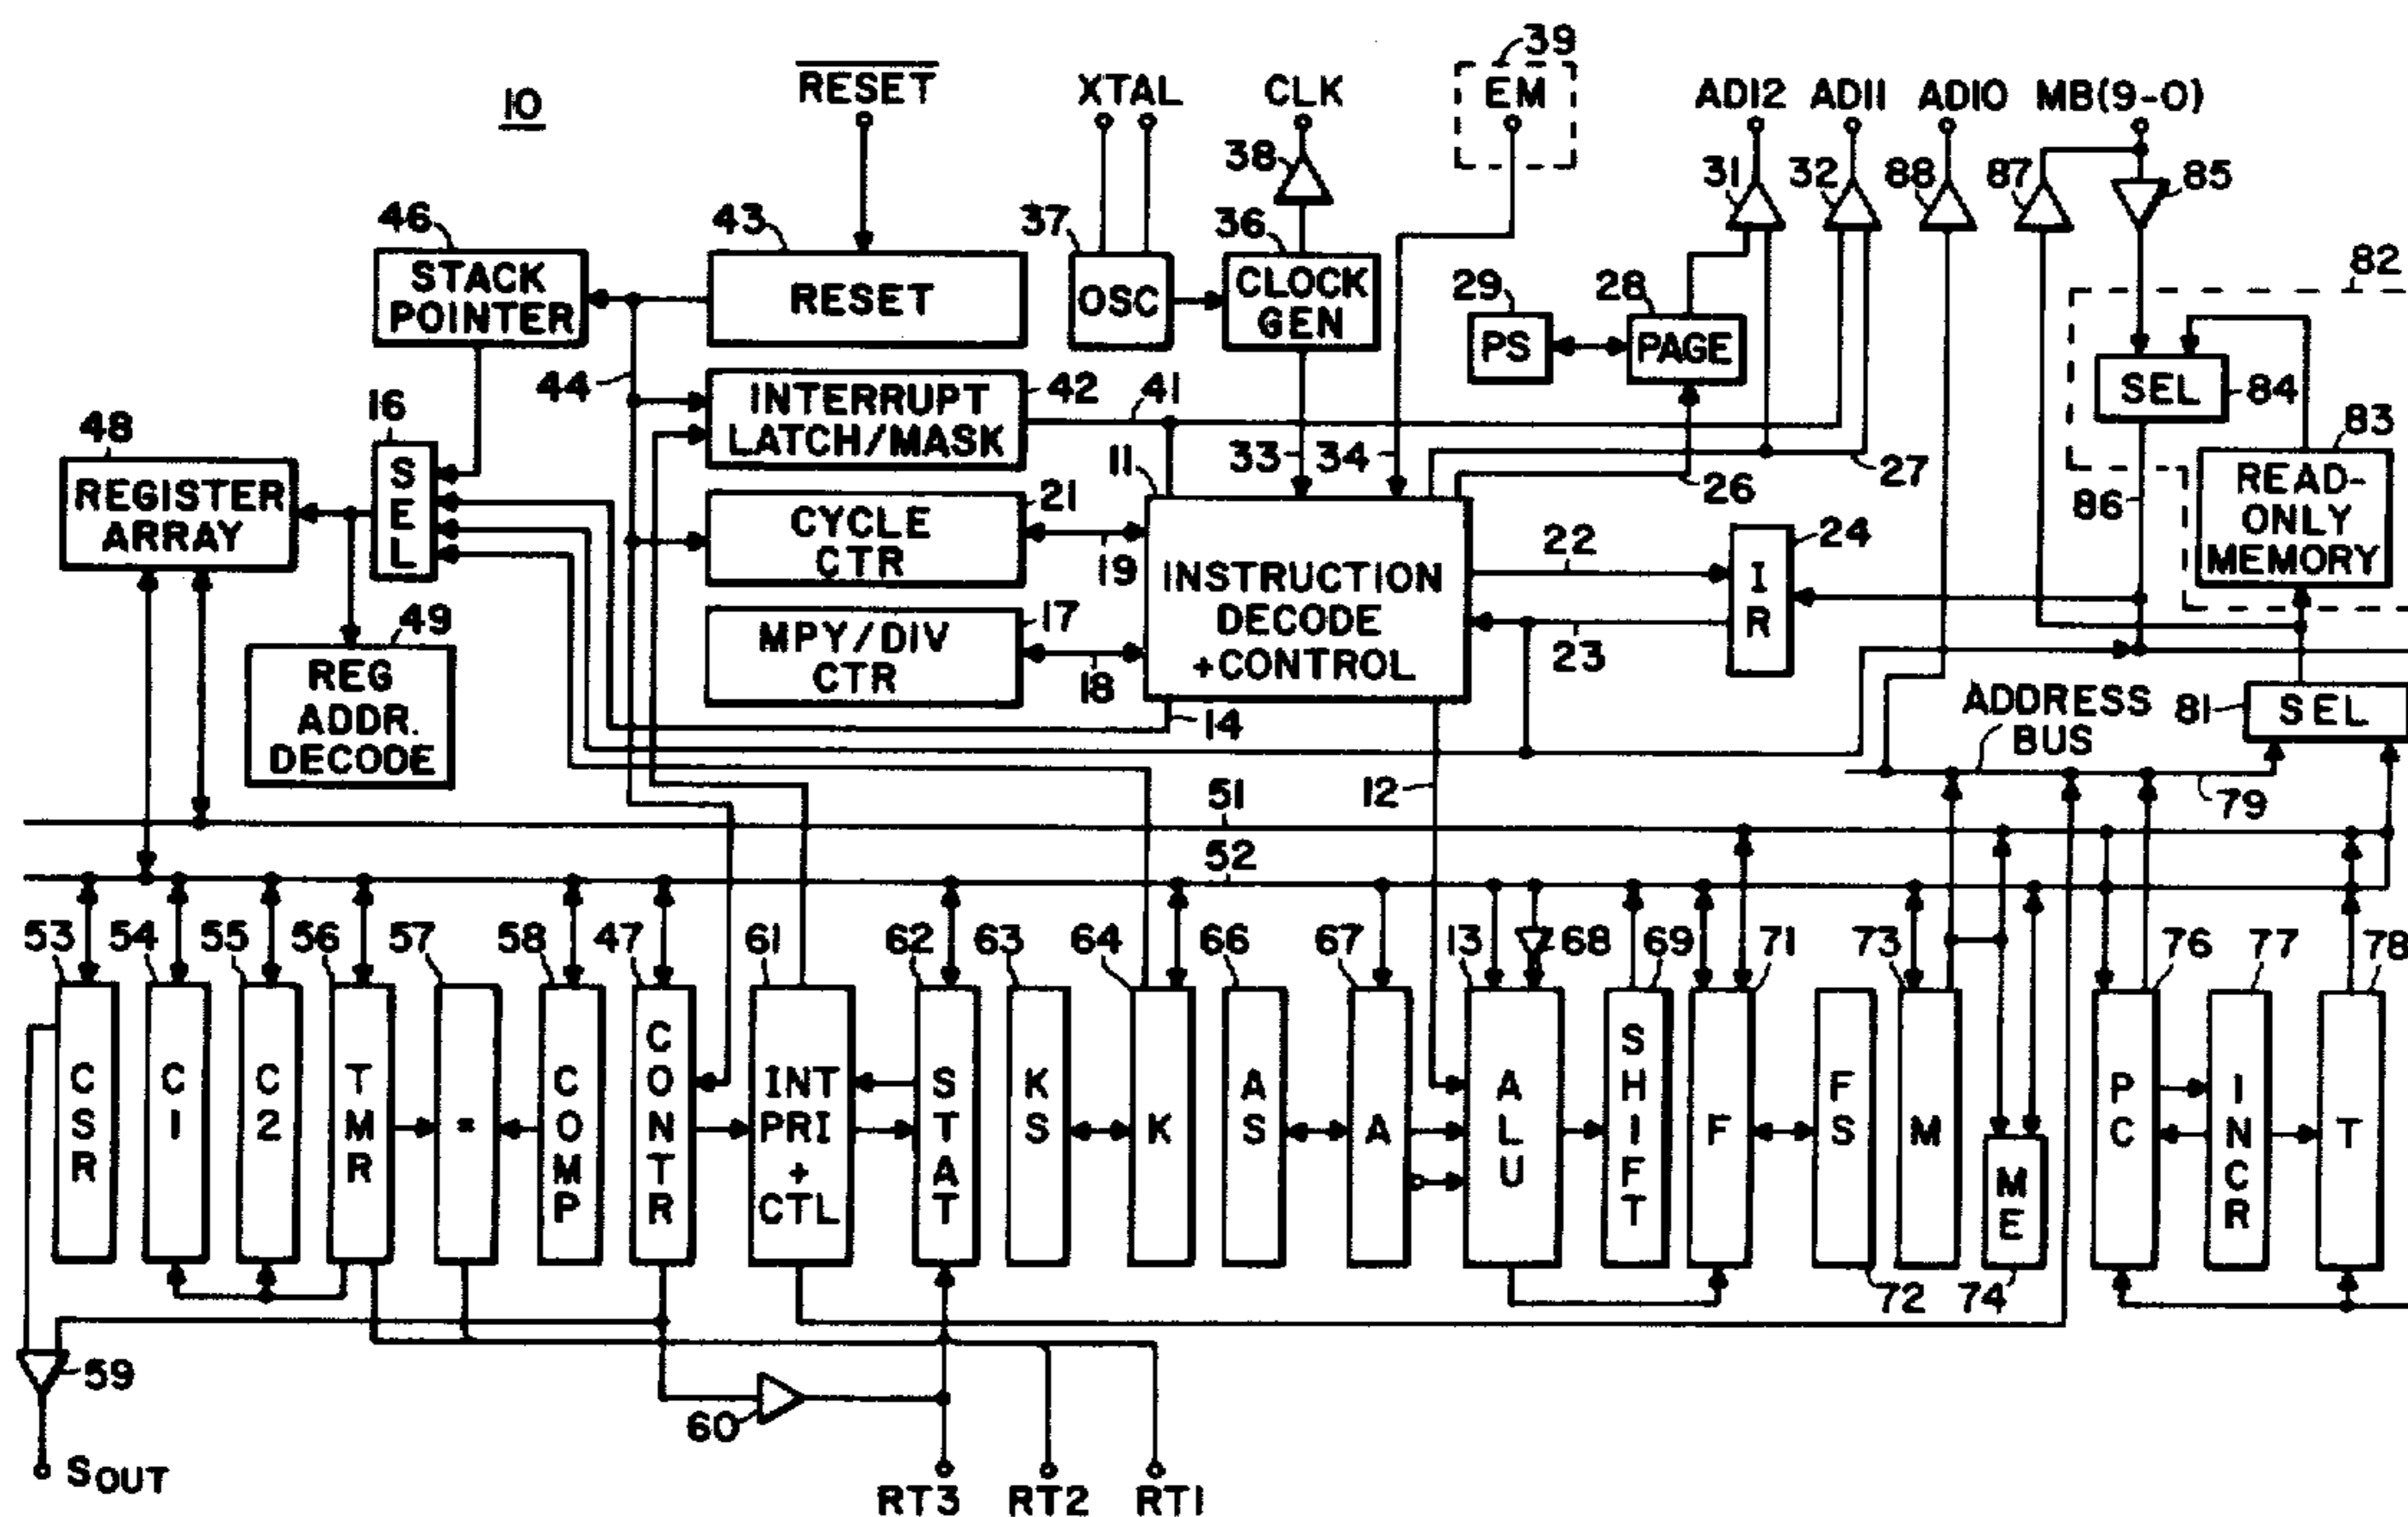 39
RESET XTAL CLK EM AD12 AD11 AD10 MB(9-0)
10
38 31 32 88 87 85
46 43 37 36 82
STACK POINTER
RESET
OSC
CLOCK GEN
29 28
PS
PAGE
SEL
84
44
INTERRUPT LATCH/MASK
42 41
16
48
83
33 34
REGISTER ARRAY
SEL
11
27
READ-ONLY MEMORY
21
26
86
CYCLE CTR
22
24
19
INSTRUCTION DECODE +CONTROL
IR
49
REG ADDR. DECODE
MPY/DIV CTR
17
18
23
14
ADDRESS BUS
81
SEL
12
79
51
52
53 54 55 56 57 58 47 61 62 63 64 66 67 13 68 69 71 73 76 77 78
CSR
C1
C2
TMR
=
COMP
CONTR
INT PRI + CTL
STAT
KS
K
AS
A
ALU
SHIFT
F
FS
M
ME
PC
INCR
T
72 74
59
60
SOUT
RT3 RT2 RT1